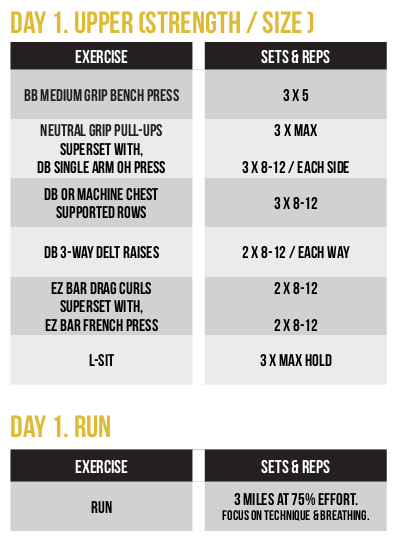 DAY 1. UPPER (STRENGTH / SIZE )
EXERCISE SETS & REPS
BB MEDIUM GRIP BENCH PRESS 3 X 5
NEUTRAL GRIP PULL-UPS 3 X MAX
SUPERSET WITH,
DB SINGLE ARM OH PRESS 3 X 8-12 / EACH SIDE
DB OR MACHINE CHEST
SUPPORTED ROWS
3 X 8-12
DB 3-WAY DELT RAISES 2 X 8-12 / EACH WAY
EZ BAR DRAG CURLS 2 X 8-12
SUPERSET WITH,
EZ BAR FRENCH PRESS 2 X 8-12
L-SIT 3 X MAX HOLD
DAY 1. RUN
EXERCISE SETS & REPS
RUN
3 MILES AT 75% EFFORT.
FOCUS ON TECHNIQUE & BREATHING.